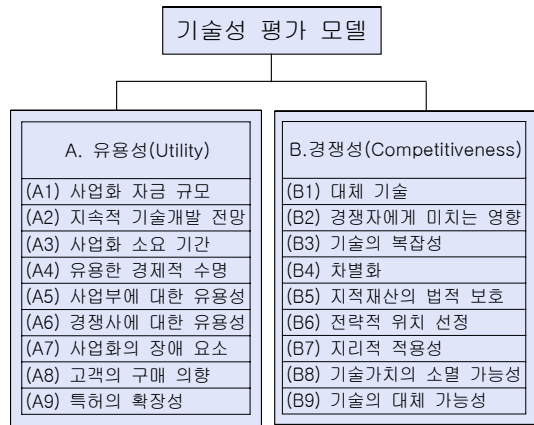 기술성 평가 모델
A. 유용성(Utility)
(A1) 사업화 자금 규모
(A2) 지속적 기술개발 전망
(A3) 사업화 소요 기간
(A4) 유용한 경제적 수명
(A5) 사업부에 대한 유용성
(A6) 경쟁사에 대한 유용성
(A7) 사업화의 장애 요소
(A8) 고객의 구매 의향
(A9) 특허의 확장성
B.경쟁성(Competitiveness)
(B1) 대체 기술
(B2) 경쟁자에게 미치는 영향
(B3) 기술의 복잡성
(B4) 차별화
(B5) 지적재산의 법적 보호
(B6) 전략적 위치 선정
(B7) 지리적 적용성
(B8) 기술가치의 소멸 가능성
(B9) 기술의 대체 가능성